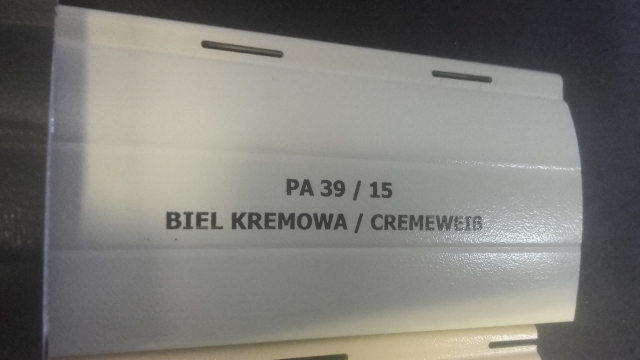 PA 39 / 15
BIEL KREMOWA / CREMEWEIß